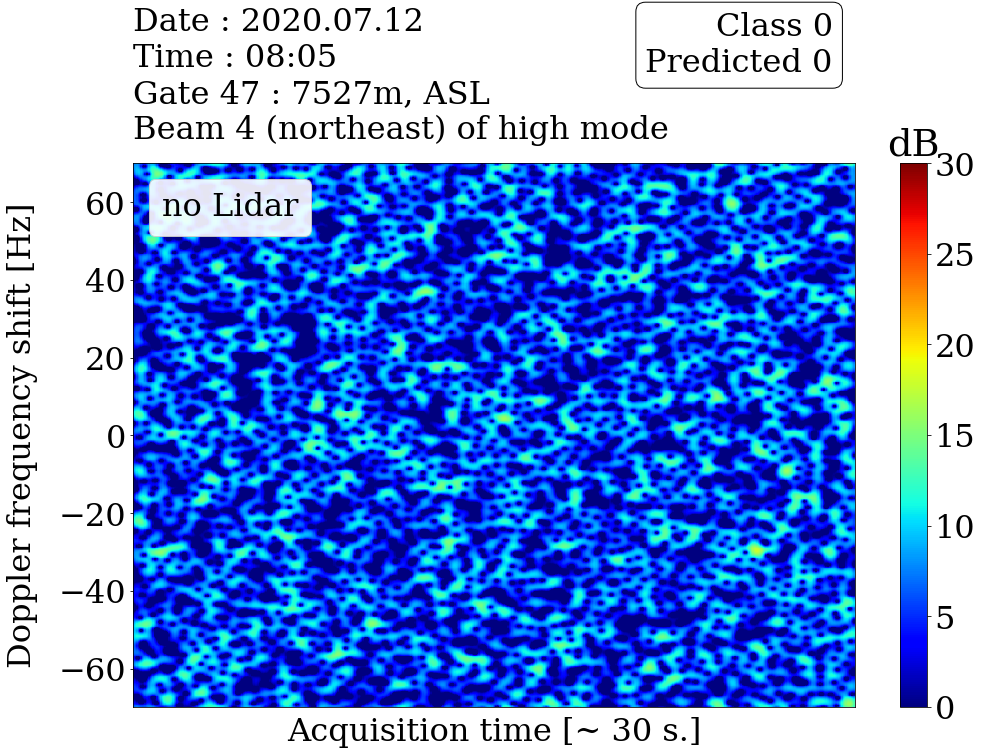 Date : 2020.07.12
Time : 08:05
Gate 47 : 7527m, ASL
Beam 4 (northeast) of high mode
Class 0
Predicted 0
dB
no Lidar
Doppler frequency shift [Hz]
60
40
20
0
−20
−40
−60
Acquisition time [~ 30 s.]
30
25
20
15
10
5
0